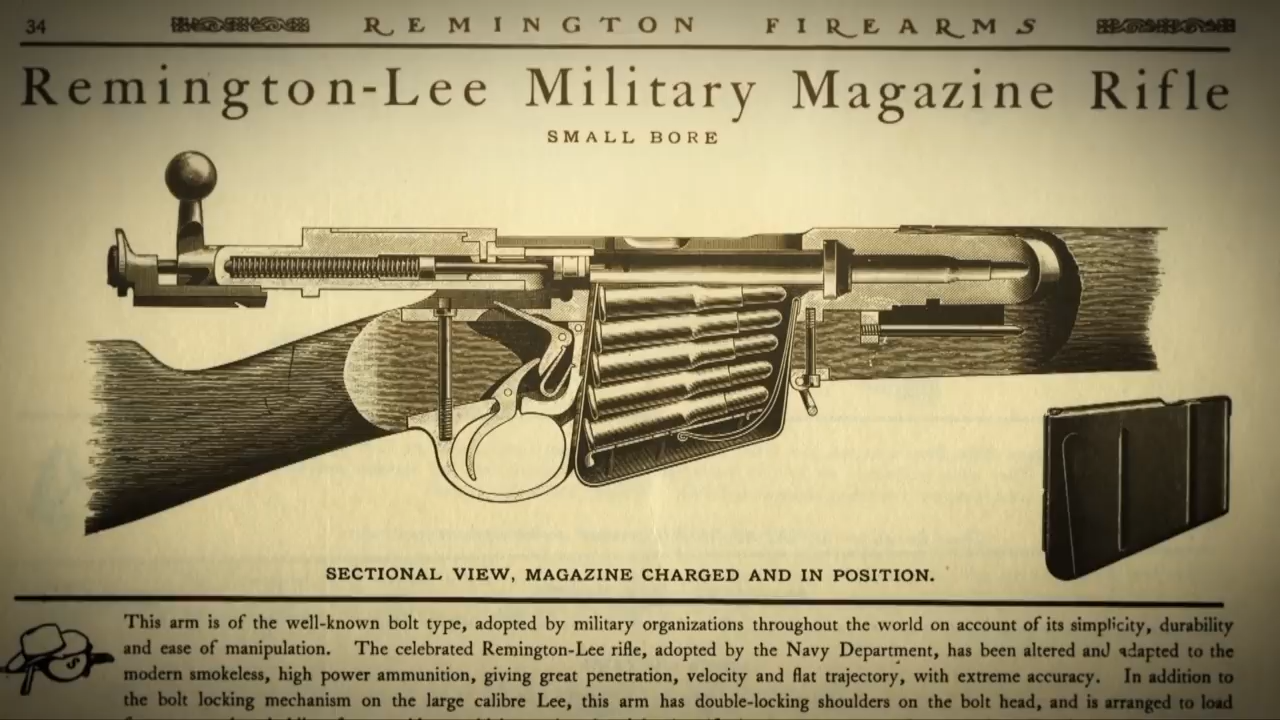 34 REMINGTON FIREARMS
Remington-Lee Military Magazine Rifle
SMALL BORE
SECTIONAL VIEW, MAGAZINE CHARGED AND IN POSITION.
This arm is of the well-known bolt type, adopted by military organizations throughout the world on account of its simplicity, durability
and ease of manipulation. The celebrated Remington-Lee rifle, adopted by the Navy Department, has been altered and adapted to the
modern smokeless, high power ammunition, giving great penetration, velocity and flat trajectory, with extreme accuracy. In addition to
the bolt locking mechanism on the large calibre Lee, this arm has double-locking shoulders on the bolt head, and is arranged to load